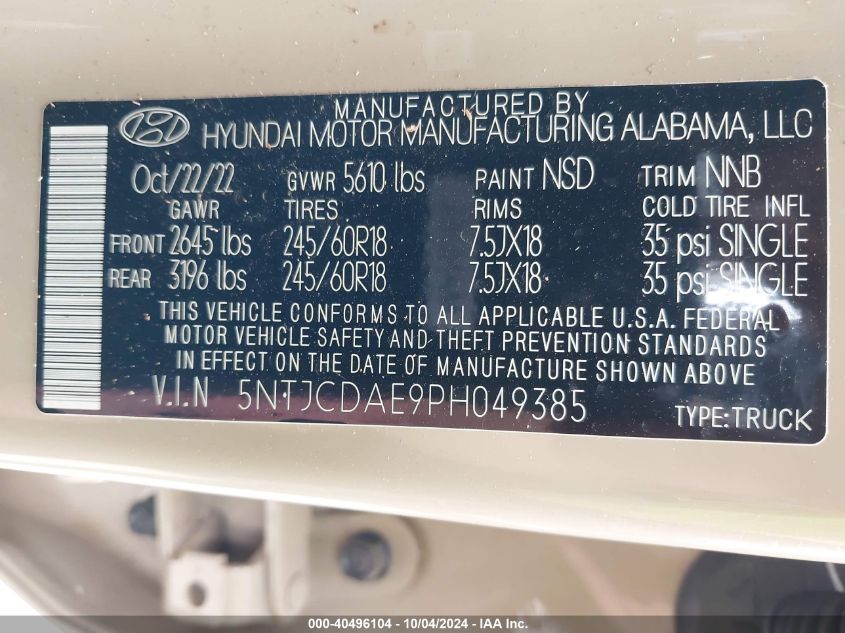 MANUFACTURED BY
HYUNDAI MOTOR MANUFACTURING ALABAMA, LLC
Oct/22/22 GVWR 5610 lbs PAINT NSD TRIM NNB
GAWR TIRES RIMS COLD TIRE INFL
FRONT 2645 lbs 245/60R18 7.5JX18 35 psi SINGLE
REAR 3196 lbs 245/60R18 7.5JX18 35 psi SINGLE
THIS VEHICLE CONFORMS TO ALL APPLICABLE U.S.A. FEDERAL
MOTOR VEHICLE SAFETY AND THEFT PREVENTION STANDARDS
IN EFFECT ON THE DATE OF MANUFACTURE SHOWN ABOVE.
V.I.N 5NTJCDAE9PH049385 TYPE:TRUCK
000-40496104 - 10/04/2024 - IAA Inc.